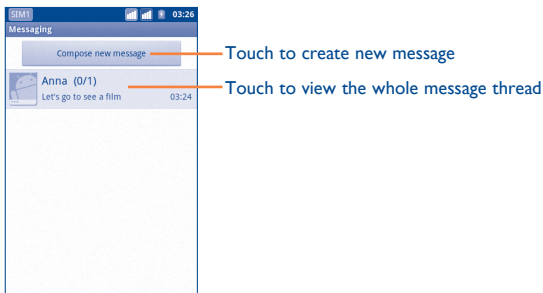 SIM1 03:26
Messaging
Compose new message
Touch to create new message
Anna (0/1)
Let's go to see a film 03:24
Touch to view the whole message thread